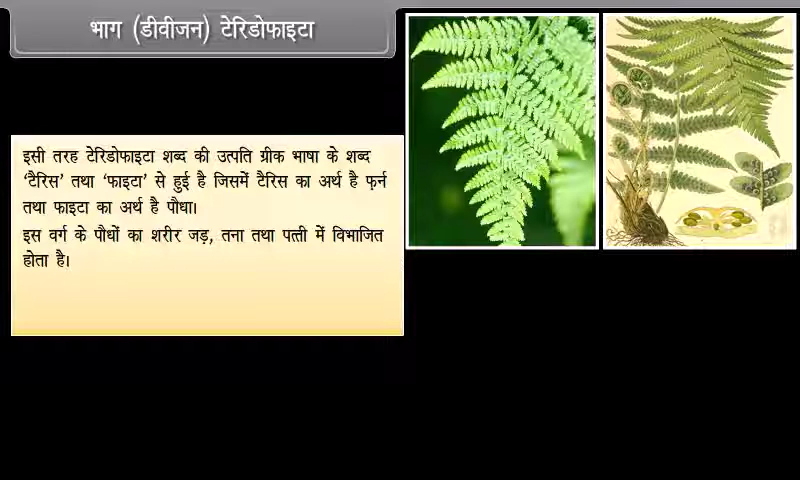 भाग (डीवीजन) टेरिडोफाइटा
इसी तरह टेरिडोफाइटा शब्द की उत्पति ग्रीक भाषा के शब्द
‘टैरिस’ तथा ‘फाइटा’ से हुई है जिसमें टैरिस का अर्थ है फ़र्न
तथा फाइटा का अर्थ है पौधा।
इस वर्ग के पौधों का शरीर जड़, तना तथा पत्ती में विभाजित
होता है।